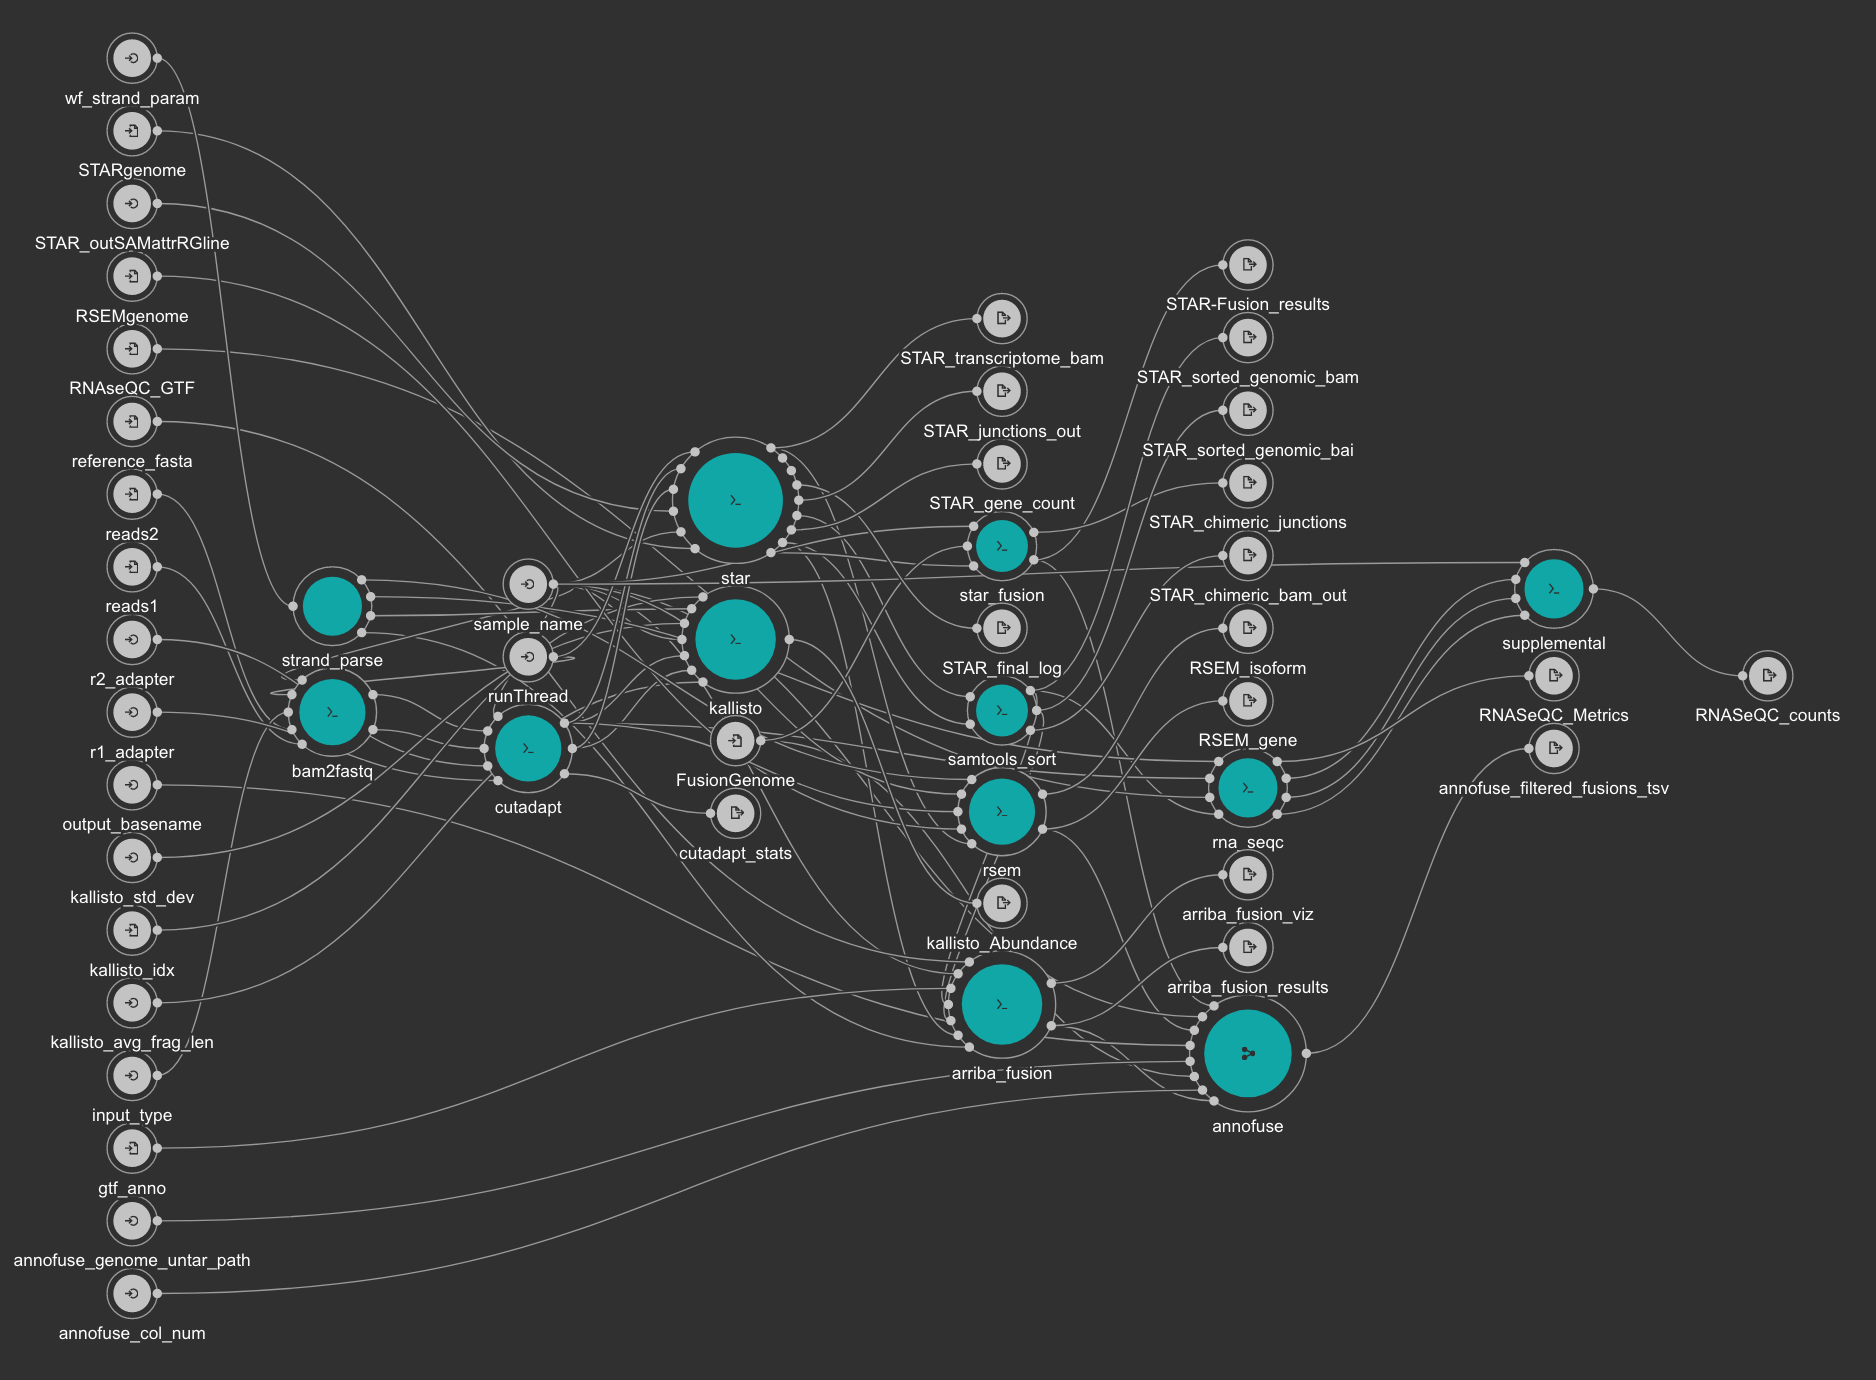 wf_strand_param
STARgenome
STAR_outSAMattrRGline
RSEMgenome
RNAseQC_GTF
reference_fasta
reads2
reads1
r2_adapter
r1_adapter
output_basename
kallisto_std_dev
kallisto_idx
kallisto_avg_frag_len
input_type
gtf_anno
annofuse_genome_untar_path
annofuse_col_num
strand_parse
bam2fastq
sample_name
runThread
cutadapt
star
kallisto
FusionGenome
cutadapt_stats
STAR_transcriptome_bam
STAR_junctions_out
STAR_gene_count
star_fusion
STAR_final_log
samtools_sort
rsem
kallisto_Abundance
arriba_fusion
STAR-Fusion_results
STAR_sorted_genomic_bam
STAR_sorted_genomic_bai
STAR_chimeric_junctions
STAR_chimeric_bam_out
RSEM_isoform
RSEM_gene
rna_seqc
arriba_fusion_viz
arriba_fusion_results
annofuse
supplemental
RNASeQC_Metrics
annofuse_filtered_fusions_tsv
RNASeQC_counts